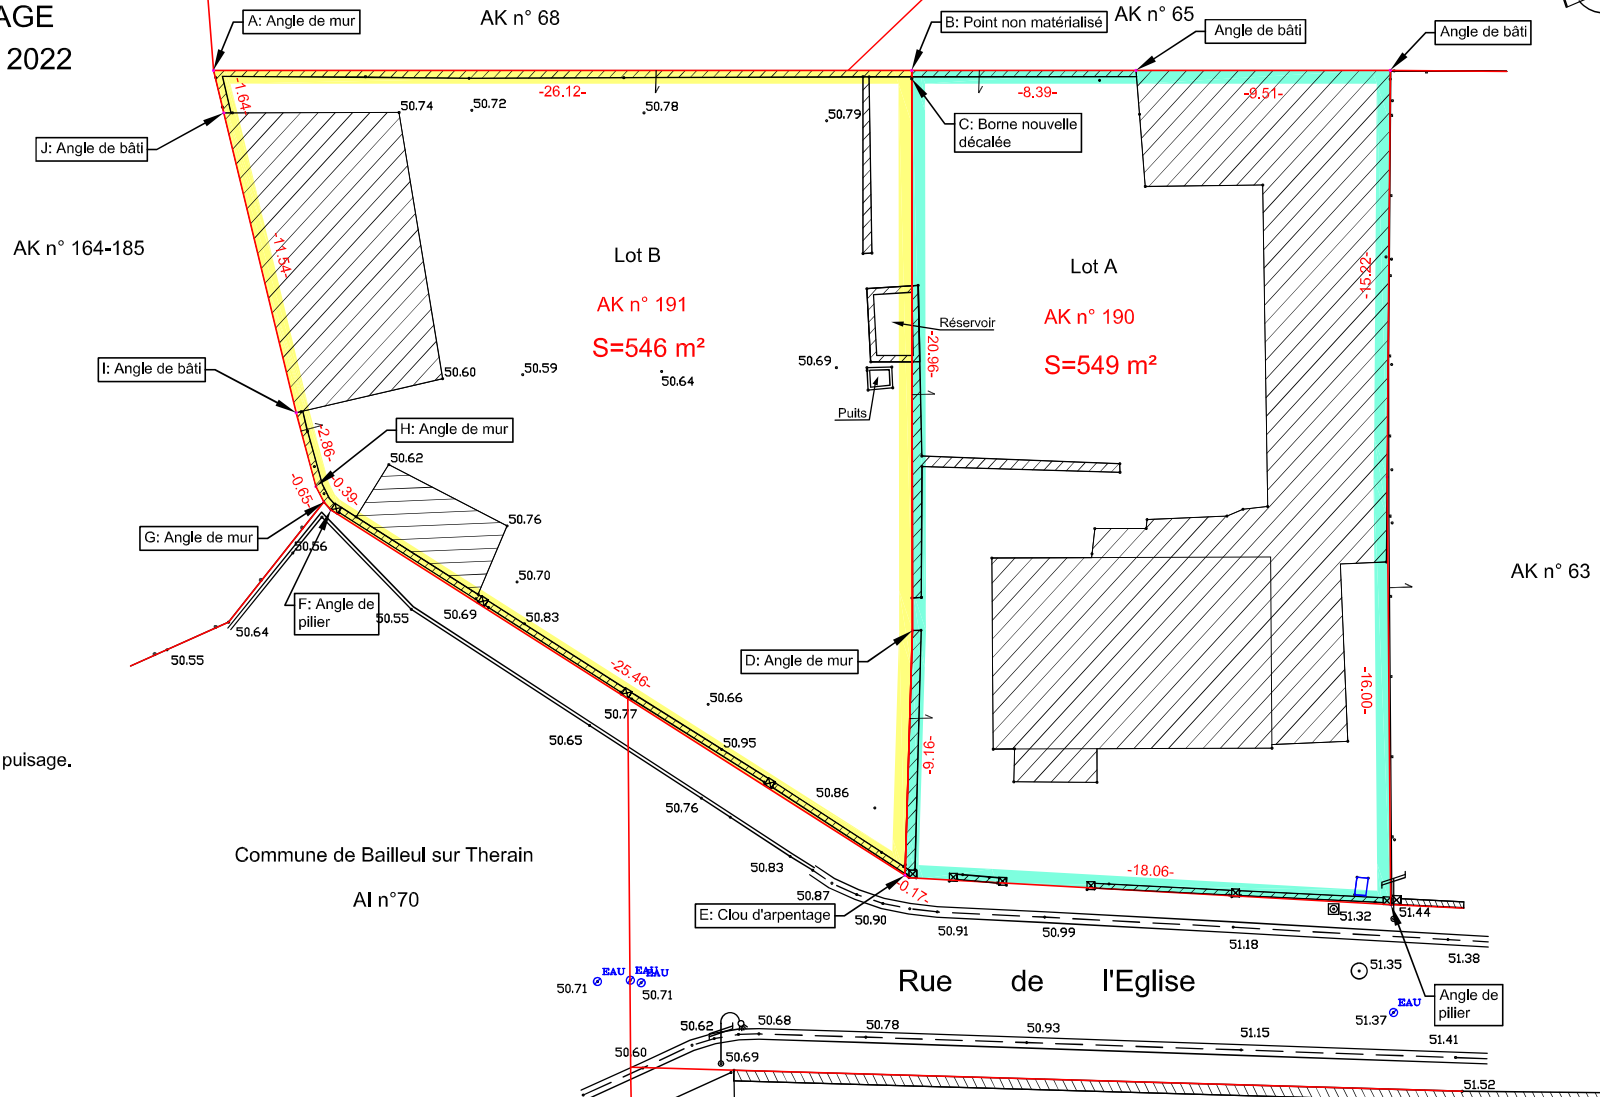 AGE
2022
A: Angle de mur
AK n° 68
B: Point non matérialisé
AK n° 65
Angle de bâti
Angle de bâti
-1.64-
-26.12-
-8.39-
-9.51-
50.74
50.72
50.78
50.79
C: Borne nouvelle
décalée
J: Angle de bâti
AK n° 164-185
-11.54-
Lot B
AK n° 191
S=546 m²
Lot A
AK n° 190
S=549 m²
-15.22-
Réservoir
-20.96-
I: Angle de bâti
50.60
50.59
50.64
50.69
Puits
H: Angle de mur
-2.86-
50.62
-0.65-
-0.39-
G: Angle de mur
50.76
50.56
50.70
AK n° 63
F: Angle de
pilier
50.55
50.69
50.83
50.64
50.55
D: Angle de mur
-25.46-
50.66
50.77
-16.00-
50.65
50.95
-9.16-
puisage.
50.76
50.86
Commune de Bailleul sur Therain
AI n°70
50.83
50.87
-0.17-
-18.06-
E: Clou d'arpentage
50.90
50.91
50.99
51.18
51.32
51.44
51.38
EAU
EAU
EAU
50.71
50.71
Rue de l'Eglise
51.35
EAU
51.37
Angle de
pilier
50.62
50.68
50.78
50.93
51.15
51.41
50.60
50.69
51.52